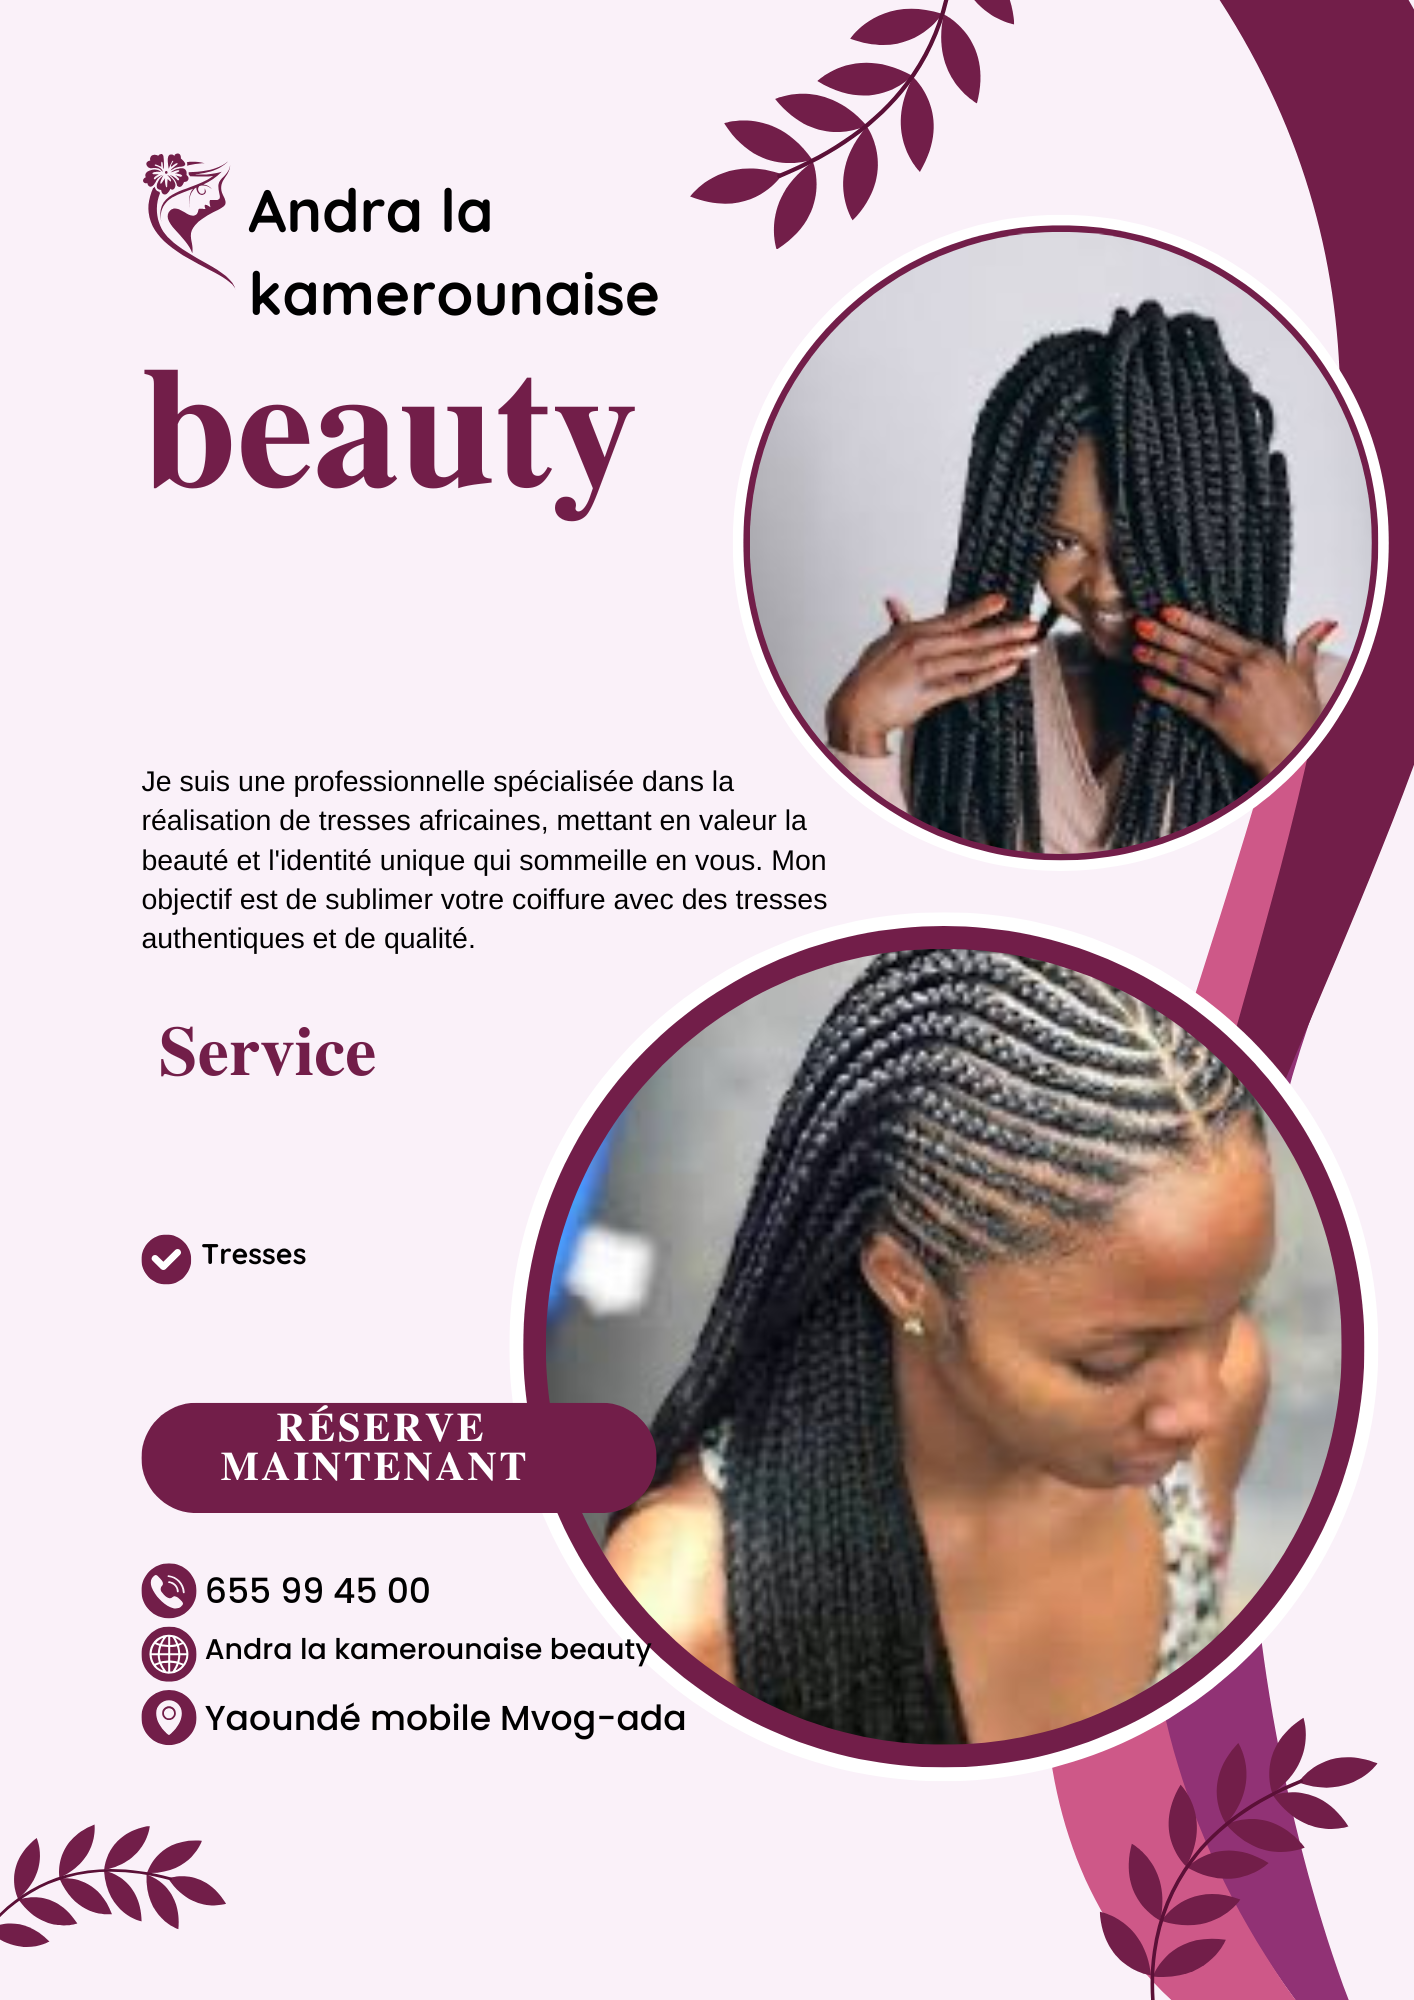 Andra la
kamerounaise
beauty
Je suis une professionnelle spécialisée dans la
réalisation de tresses africaines, mettant en valeur la
beauté et l'identité unique qui sommeille en vous. Mon
objectif est de sublimer votre coiffure avec des tresses
authentiques et de qualité.
Service
Tresses
RÉSERVE
MAINTENANT
655 99 45 00
Andra la kamerounaise beauty
Yaoundé mobile Mvog-ada